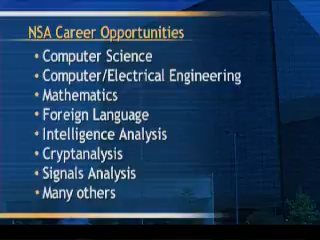 NSA Career Opportunities
• Computer Science
• Computer/Electrical Engineering
• Mathematics
• Foreign Language
• Intelligence Analysis
• Cryptanalysis
• Signals Analysis
• Many others